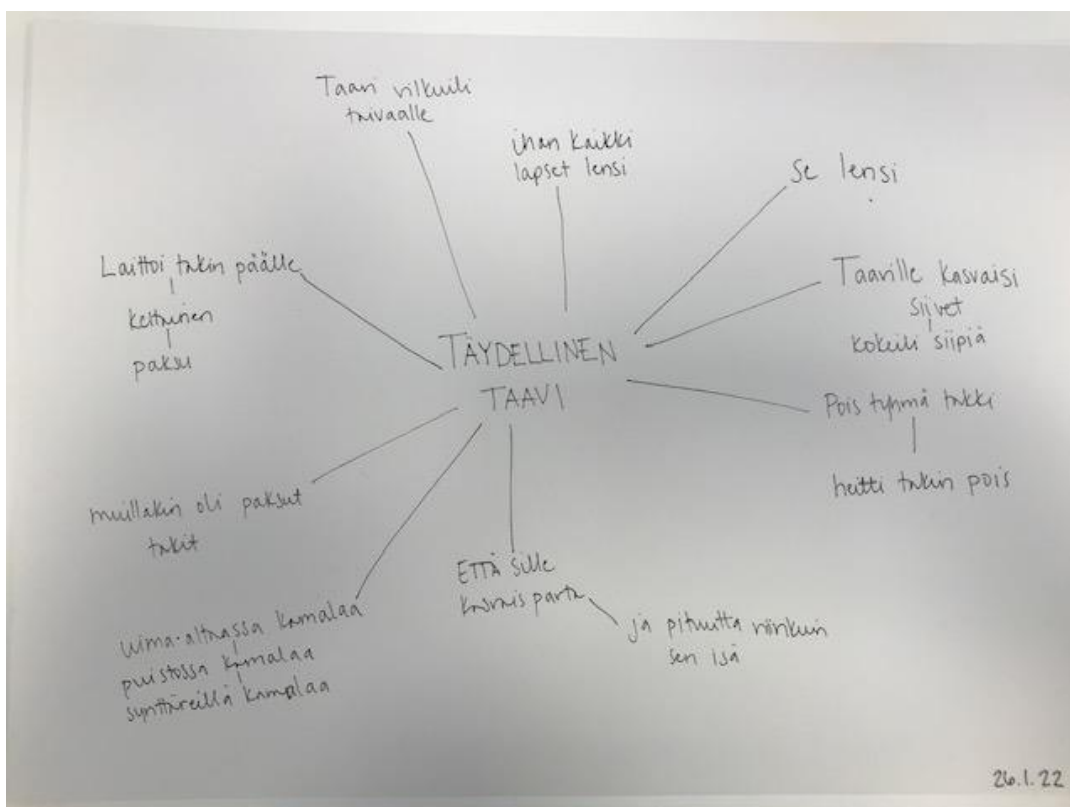 Taavi vilkuili
taivaalle
ihan kaikki
lapset lensi
Se lensi
Laittoi takin päälle
keltainen
paksu
TÄYDELLINEN
TAAVI
Taaville kasvaisi
siivet
kokeili siipiä
Pois tyhmä takki
heitti takin pois
muillakin oli paksut
takit
ETTÄ sille
kasvais parta
ja pituutta niinkuin
sen isä
uima-altaassa kamalaa
puistossa kamalaa
synttäreillä kamalaa
26.1.22